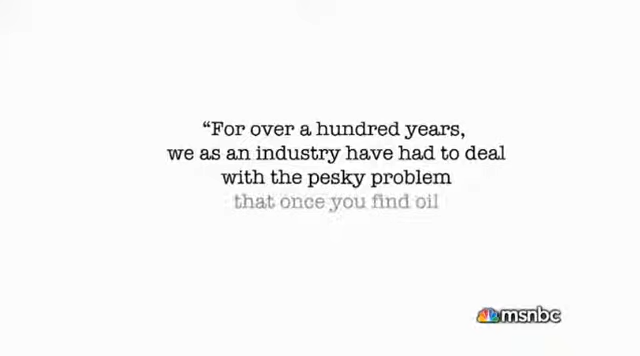 “For over a hundred years,
we as an industry have had to deal
with the pesky problem
that once you find oil
msnbc